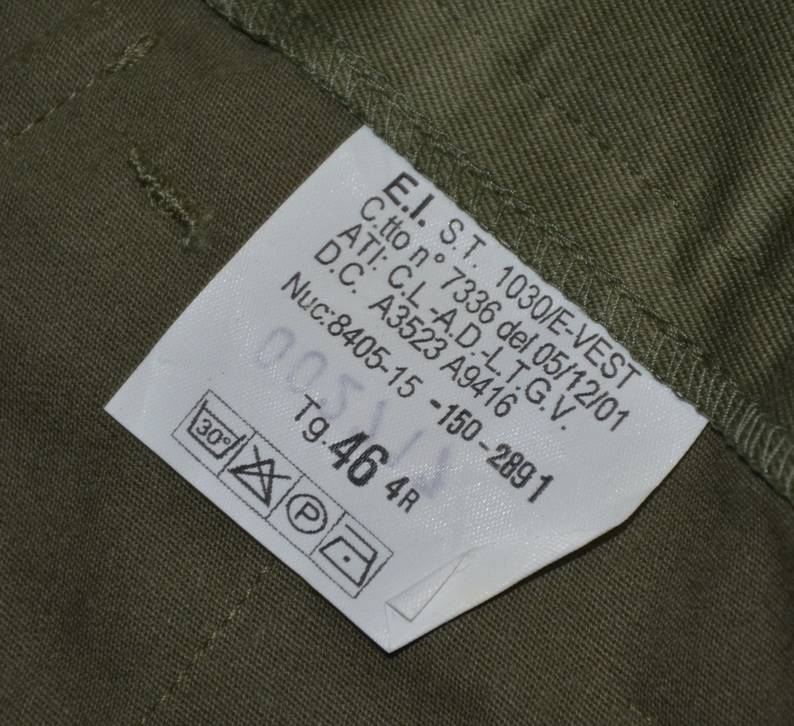 E.I. S.T. 1030/E-VEST
C.tto n° 7336 del 05/12/01
ATI: C.L.-A.D.-L.T.G.V.
D.C. A3523 A9416
Nuc:8405-15-150-2891
Tg.46 4R
30° P